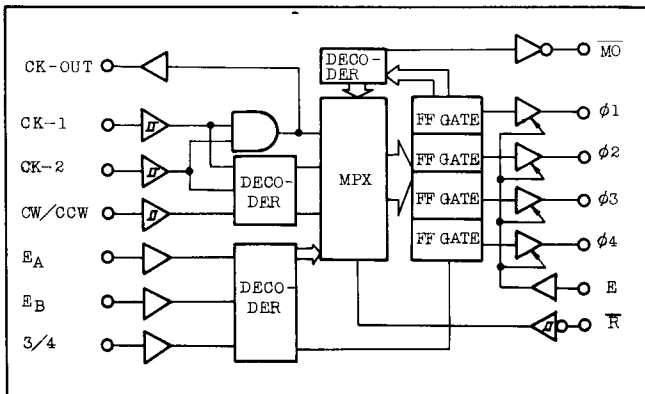 CK-OUT
CK-1
CK-2
CW/CCW
EA
EB
3/4
DECO-
DER
DECO-
DER
DECO-
DER
MPX
FF GATE
FF GATE
FF GATE
FF GATE
MO
φ1
φ2
φ3
φ4
E
R